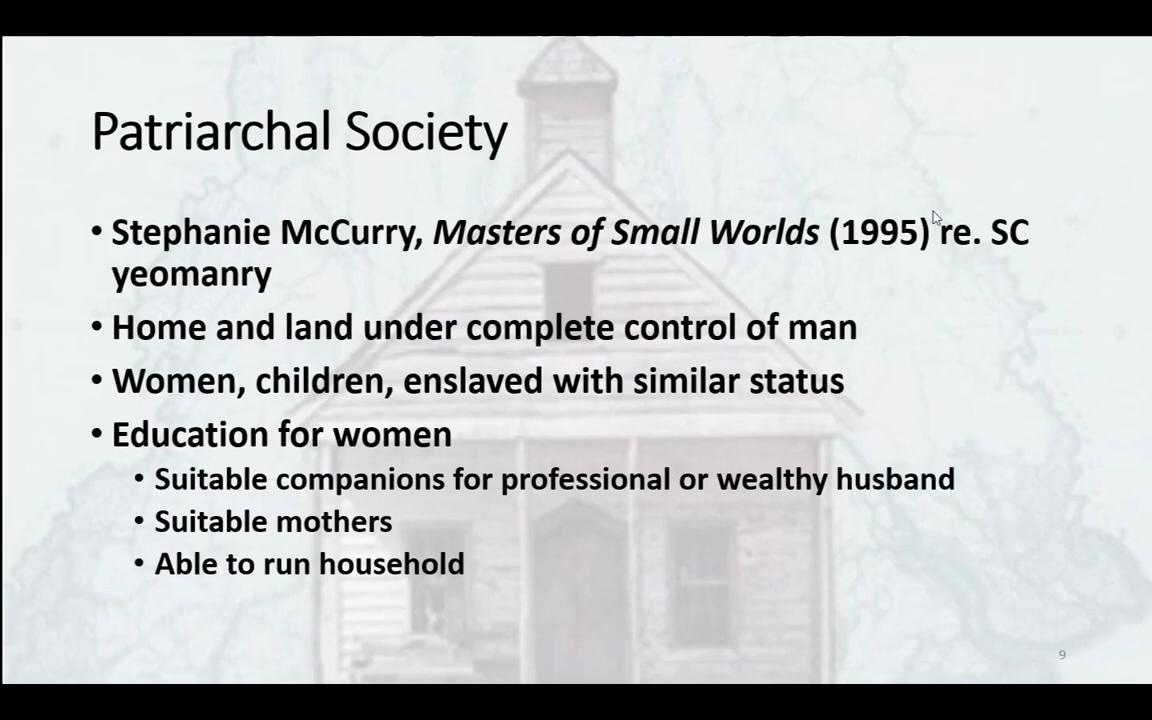 Patriarchal Society
• Stephanie McCurry, Masters of Small Worlds (1995) re. SC
yeomanry
• Home and land under complete control of man
• Women, children, enslaved with similar status
• Education for women
• Suitable companions for professional or wealthy husband
• Suitable mothers
• Able to run household
9